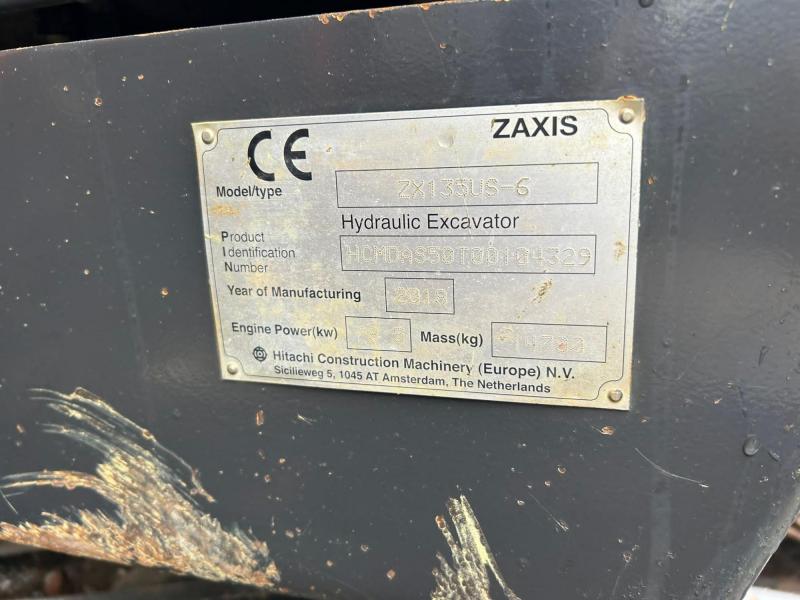 CE ZAXIS
Model/type ZX135US-6
Hydraulic Excavator
Product
Identification
Number HCMDAS50T00104329
Year of Manufacturing 2018
Engine Power(kw) Mass(kg)
Hitachi Construction Machinery (Europe) N.V.
Sicilieweg 5, 1045 AT Amsterdam, The Netherlands